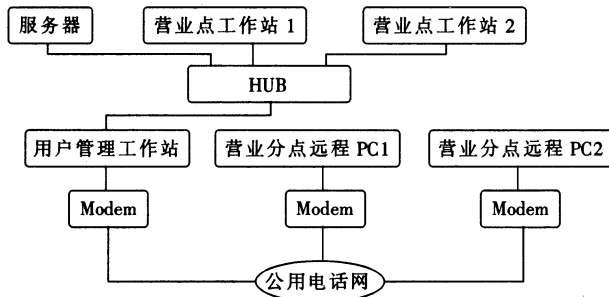 服务器
营业点工作站 1
营业点工作站 2
HUB
用户管理工作站
营业分点远程 PC1
营业分点远程 PC2
Modem
Modem
Modem
公用电话网